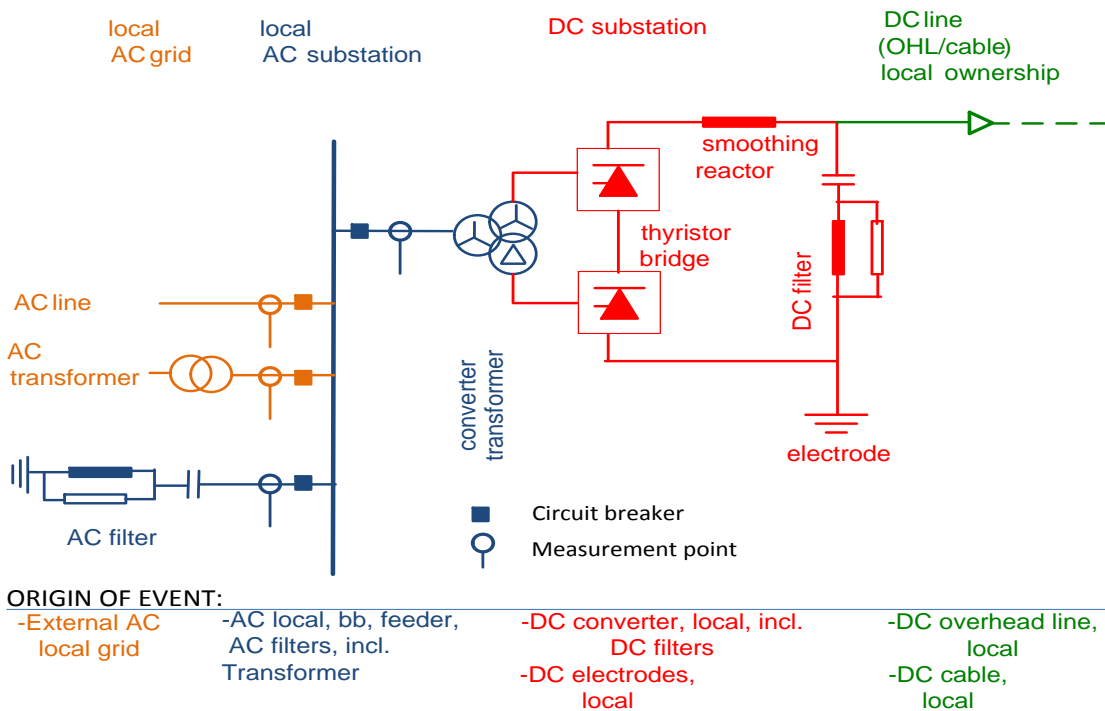 local
AC grid
local
AC substation
DC substation
DC line
(OHL/cable)
local ownership
smoothing
reactor
thyristor
bridge
DC filter
AC line
AC
transformer
converter
transformer
electrode
AC filter
Circuit breaker
Measurement point
ORIGIN OF EVENT:
-External AC
local grid
-AC local, bb, feeder,
AC filters, incl.
Transformer
-DC converter, local, incl.
DC filters
-DC electrodes,
local
-DC overhead line,
local
-DC cable,
local